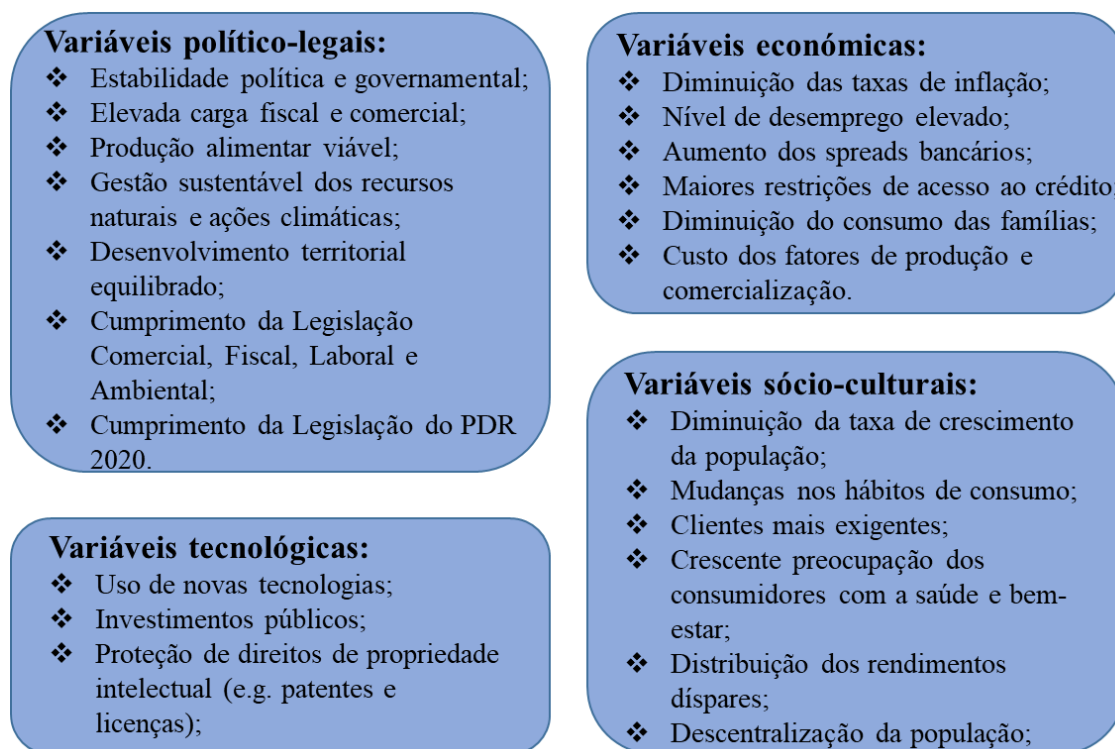 Variáveis político-legais:
❖ Estabilidade política e governamental;
❖ Elevada carga fiscal e comercial;
❖ Produção alimentar viável;
❖ Gestão sustentável dos recursos
naturais e ações climáticas;
❖ Desenvolvimento territorial
equilibrado;
❖ Cumprimento da Legislação
Comercial, Fiscal, Laboral e
Ambiental;
❖ Cumprimento da Legislação do PDR
2020.
Variáveis económicas:
❖ Diminuição das taxas de inflação;
❖ Nível de desemprego elevado;
❖ Aumento dos spreads bancários;
❖ Maiores restrições de acesso ao crédito;
❖ Diminuição do consumo das famílias;
❖ Custo dos fatores de produção e
comercialização.
Variáveis tecnológicas:
❖ Uso de novas tecnologias;
❖ Investimentos públicos;
❖ Proteção de direitos de propriedade
intelectual (e.g. patentes e
licenças);
Variáveis sócio-culturais:
❖ Diminuição da taxa de crescimento
da população;
❖ Mudanças nos hábitos de consumo;
❖ Clientes mais exigentes;
❖ Crescente preocupação dos
consumidores com a saúde e bem-
estar;
❖ Distribuição dos rendimentos
díspares;
❖ Descentralização da população;